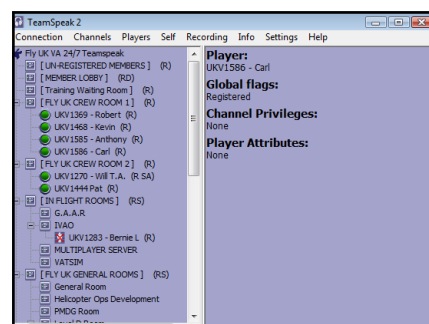 TeamSpeak 2
Connection Channels Players Self Recording Info Settings Help
Fly UK VA 24/7 Teamspeak
[ UN-REGISTERED MEMBERS ] (R)
[ MEMBER LOBBY ] (RD)
[ Training Waiting Room ] (R)
[ FLY UK CREW ROOM 1 ] (R)
UKV1369 - Robert (R)
UKV1468 - Kevin (R)
UKV1585 - Anthony (R)
UKV1586 - Carl (R)
[ FLY UK CREW ROOM 2 ] (R)
UKV1270 - Will T.A. (R SA)
UKV1444 Pat (R)
[ IN FLIGHT ROOMS ] (RS)
G.A.A.R
IVAO
UKV1283 - Bernie L (R)
MULTIPLAYER SERVER
VATSIM
[ FLY UK GENERAL ROOMS ] (RS)
General Room
Helicopter Ops Development
PMDG Room
Player:
UKV1586 - Carl
Global flags:
Registered
Channel Privileges:
None
Player Attributes:
None